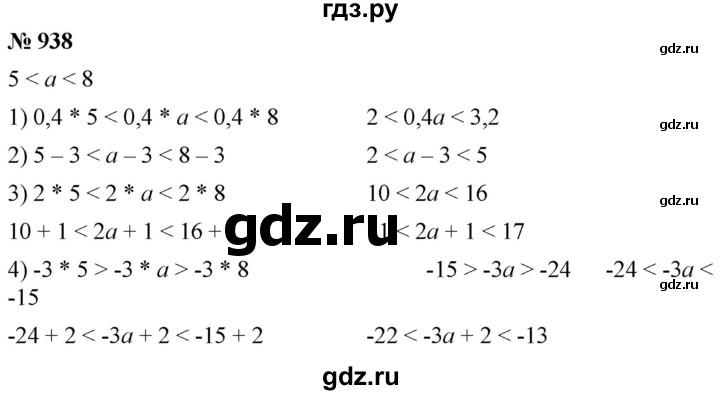 гдз.ру
№ 938
gdz.ru
5 < a < 8
1) 0,4 * 5 < 0,4 * a < 0,4 * 8 2 < 0,4a < 3,2
gdz.ru
2) 5 – 3 < a – 3 < 8 – 3 2 < a – 3 < 5
3) 2 * 5 < 2 * a < 2 * 8 10 < 2a < 16
gdz.ru
10 + 1 < 2a + 1 < 16 + < 2a + 1 < 17
gdz.ru
4) -3 * 5 > -3 * a > -3 * 8 -15 > -3a > -24 -24 < -3a <
gdz.ru
-15
-24 + 2 < -3a + 2 < -15 + 2 -22 < -3a + 2 < -13
gdz.ru